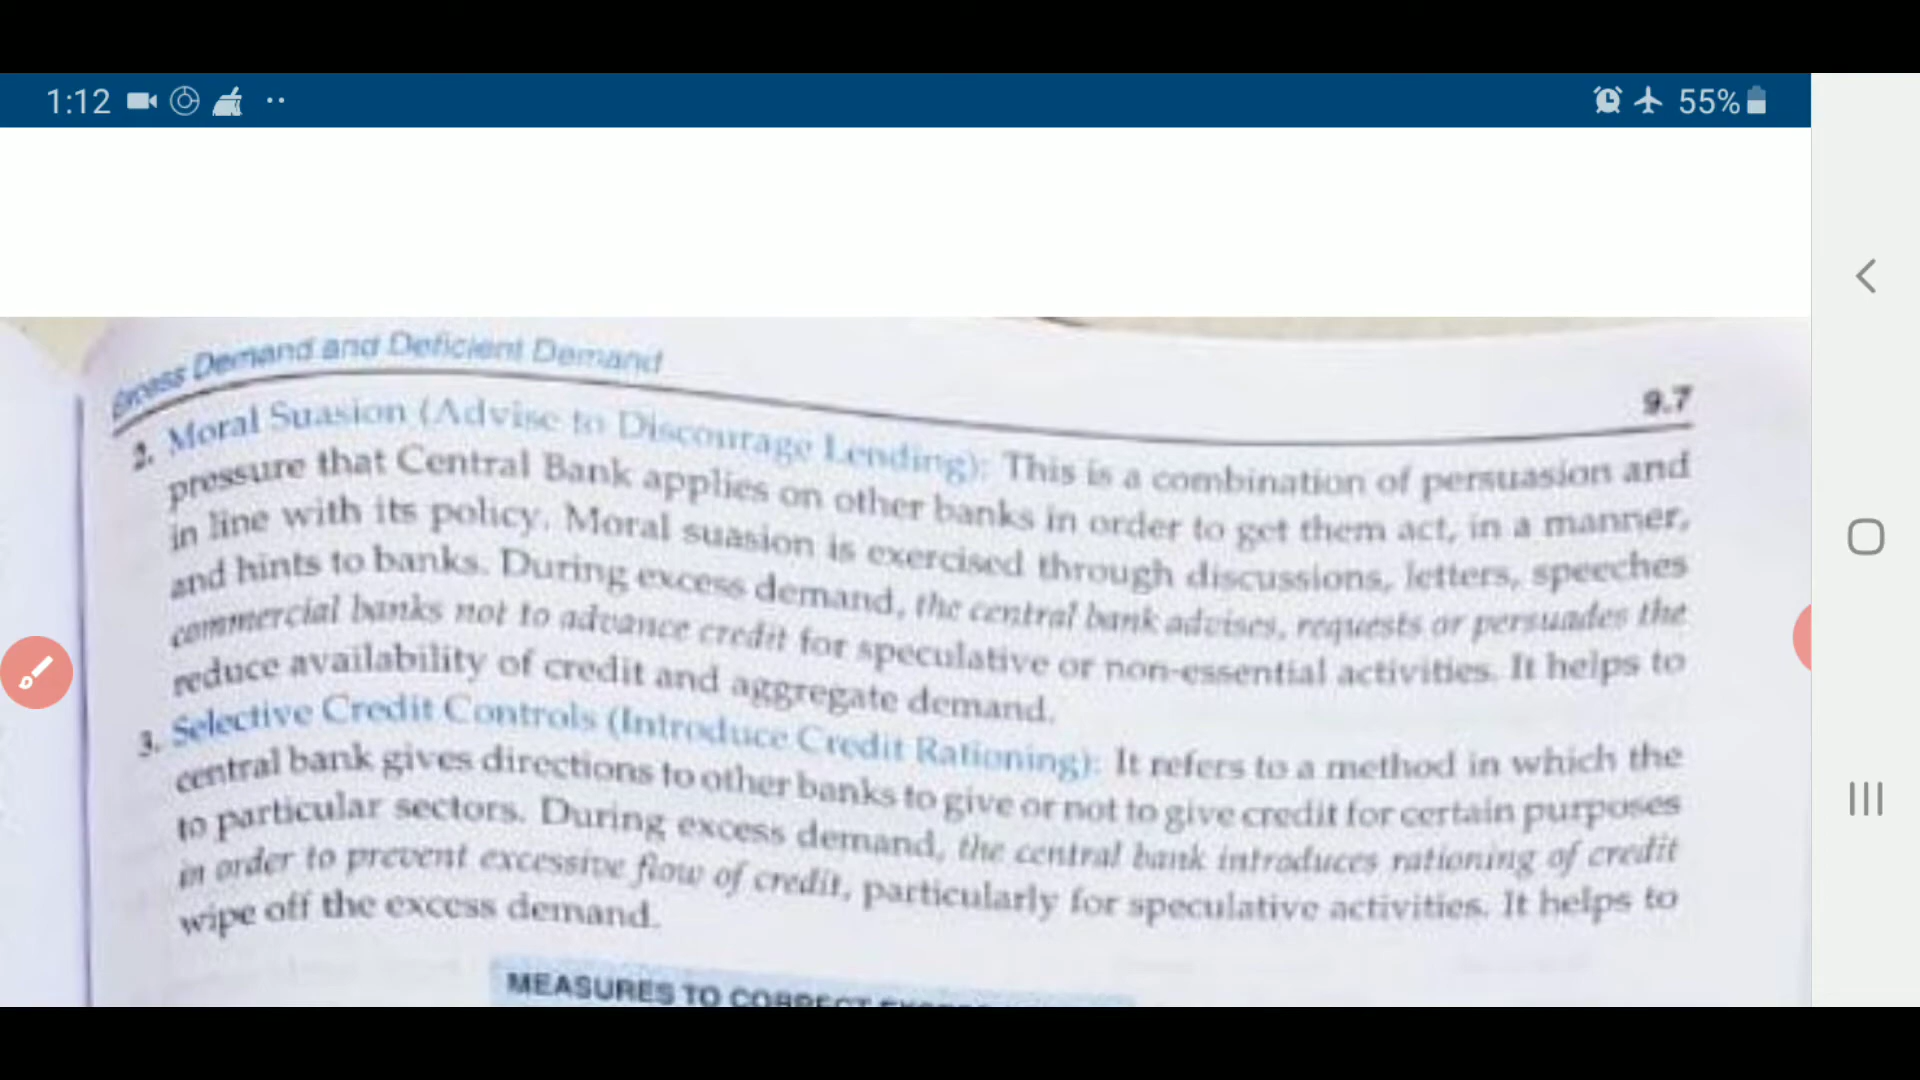 1:12
55%
Excess Demand and Deficient Demand
9.7
2. Moral Suasion (Advise to Discourage Lending): This is a combination of persuasion and
pressure that Central Bank applies on other banks in order to get them act, in a manner,
in line with its policy. Moral suasion is exercised through discussions, letters, speeches
and hints to banks. During excess demand, the central bank advises, requests or persuades the
commercial banks not to advance credit for speculative or non-essential activities. It helps to
reduce availability of credit and aggregate demand.
3. Selective Credit Controls (Introduce Credit Rationing): It refers to a method in which the
central bank gives directions to other banks to give or not to give credit for certain purposes
to particular sectors. During excess demand, the central bank introduces rationing of credit
in order to prevent excessive flow of credit, particularly for speculative activities. It helps to
wipe off the excess demand.
MEASURES TO CORRECT EXCESS